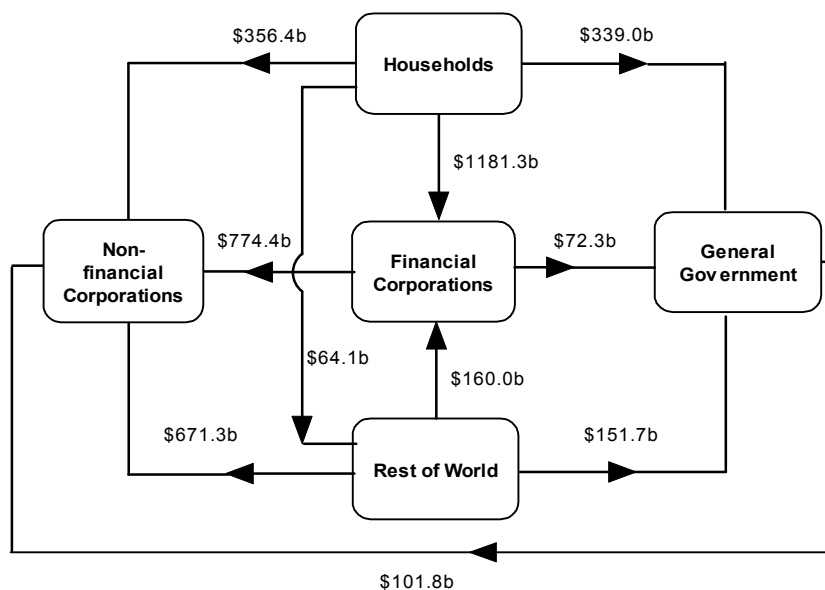 $356.4b
$339.0b
Households
$1181.3b
Non-
financial
Corporations
$774.4b
Financial
Corporations
$72.3b
General
Government
$64.1b
$160.0b
$671.3b
$151.7b
Rest of World
$101.8b